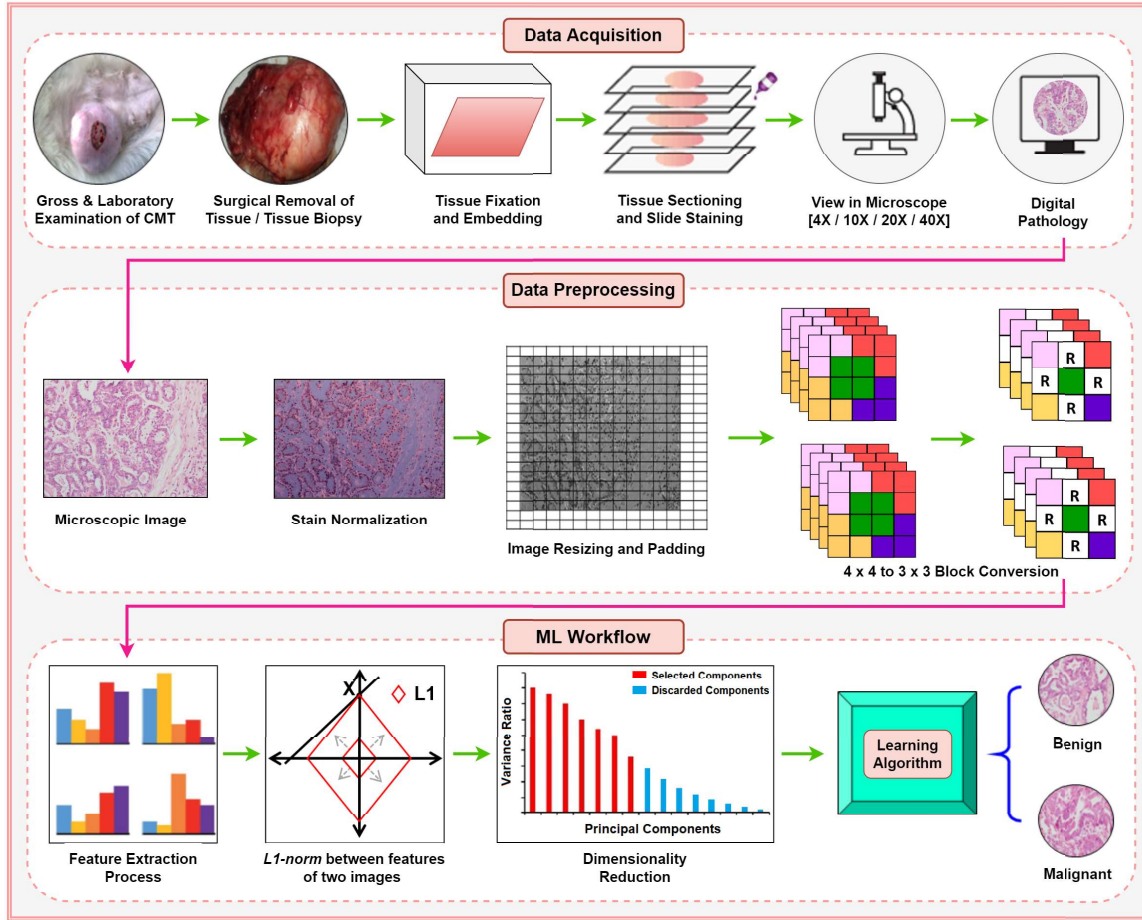 Data Acquisition
Gross & Laboratory
Examination of CMT
Surgical Removal of
Tissue / Tissue Biopsy
Tissue Fixation
and Embedding
Tissue Sectioning
and Slide Staining
View in Microscope
[4X / 10X / 20X / 40X]
Digital
Pathology
Data Preprocessing
R
R R
R
R
R R
R
Microscopic Image
Stain Normalization
Image Resizing and Padding
4 x 4 to 3 x 3 Block Conversion
ML Workflow
X
L1
Selected Components
Discarded Components
Variance Ratio
Principal Components
Learning
Algorithm
Benign
Malignant
Feature Extraction
Process
L1-norm between features
of two images
Dimensionality
Reduction